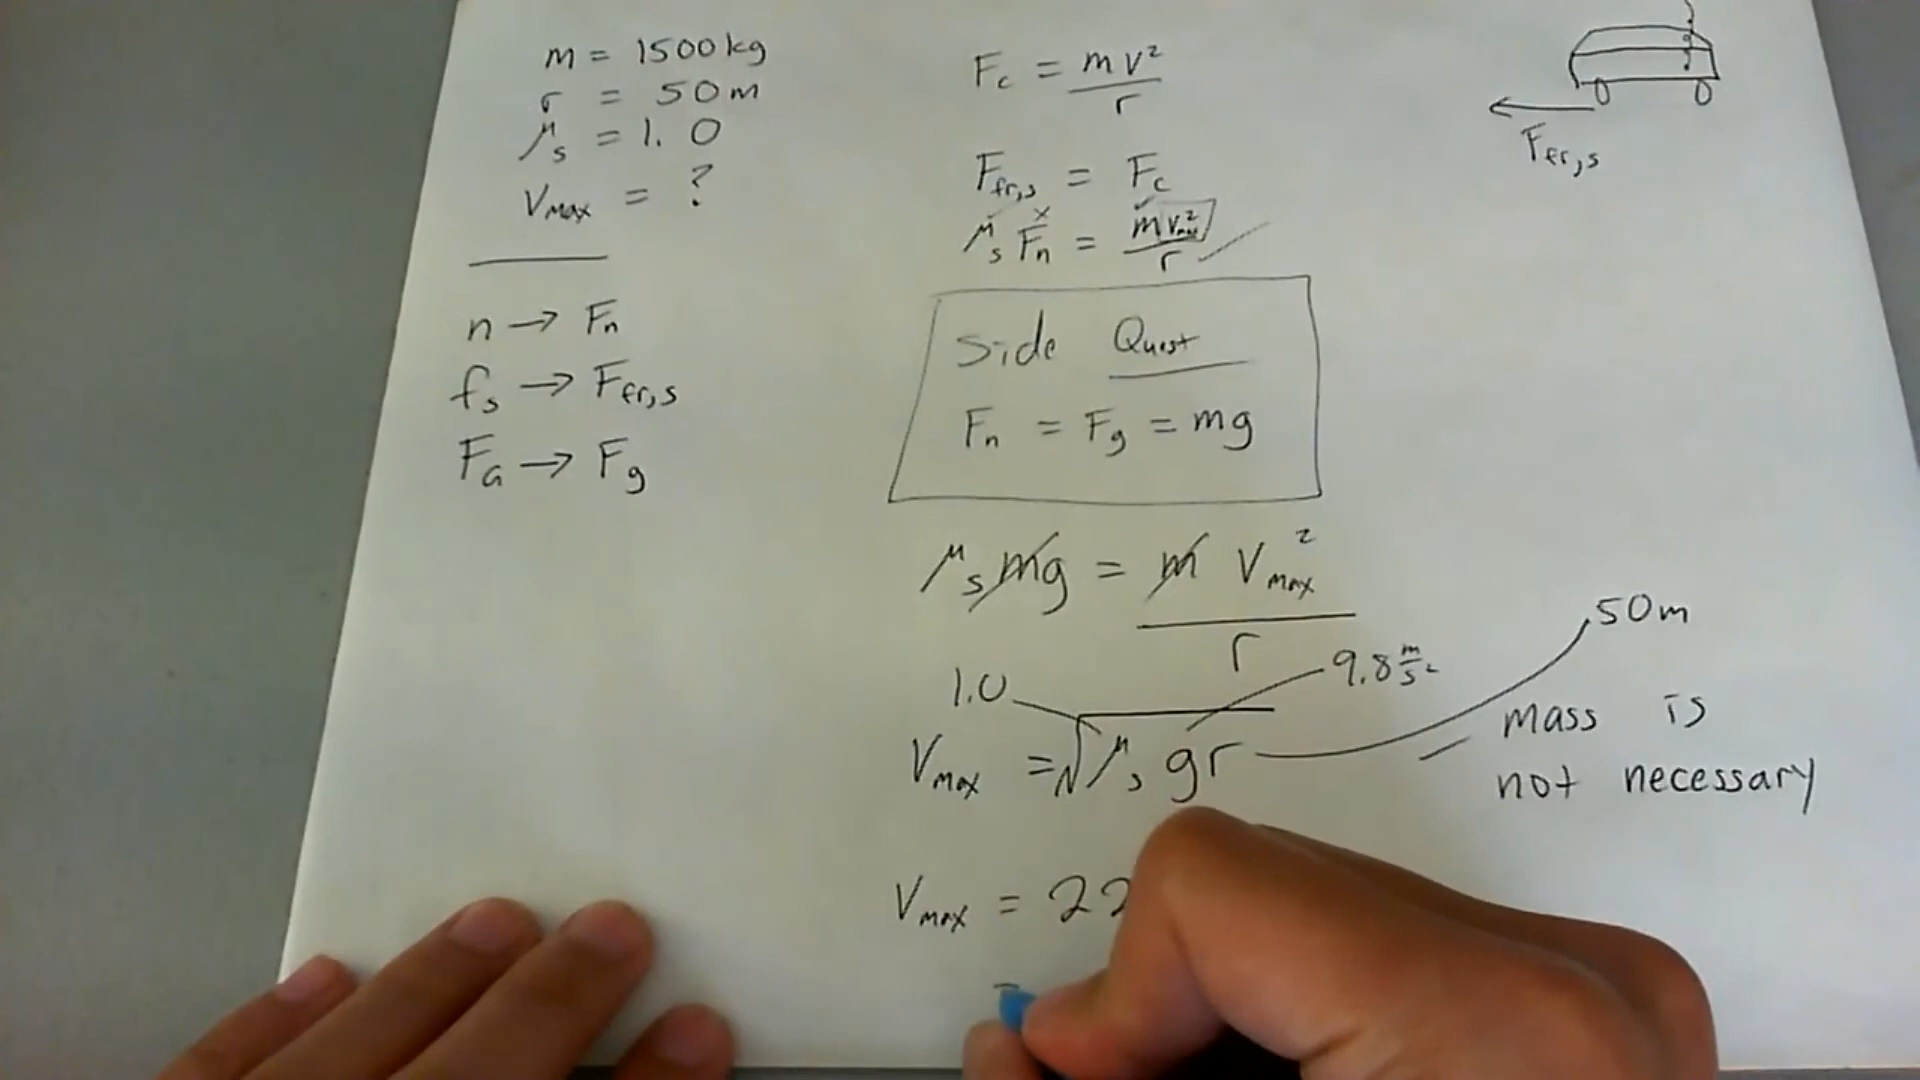 m = 1500 kg
r = 50 m
μs = 1.0
Vmax = ?
n → Fn
fs → Ffr,s
FG → Fg
Fc = mv²/r
Ffr,s = Fc
μs Fn = mvmax²/r
Side Quest
Fn = Fg = mg
μs mg = m Vmax²/r
1.0
9.8 m/s²
50 m
Vmax = √μs gr
mass is
not necessary
Vmax = 22
=
Ffr,s